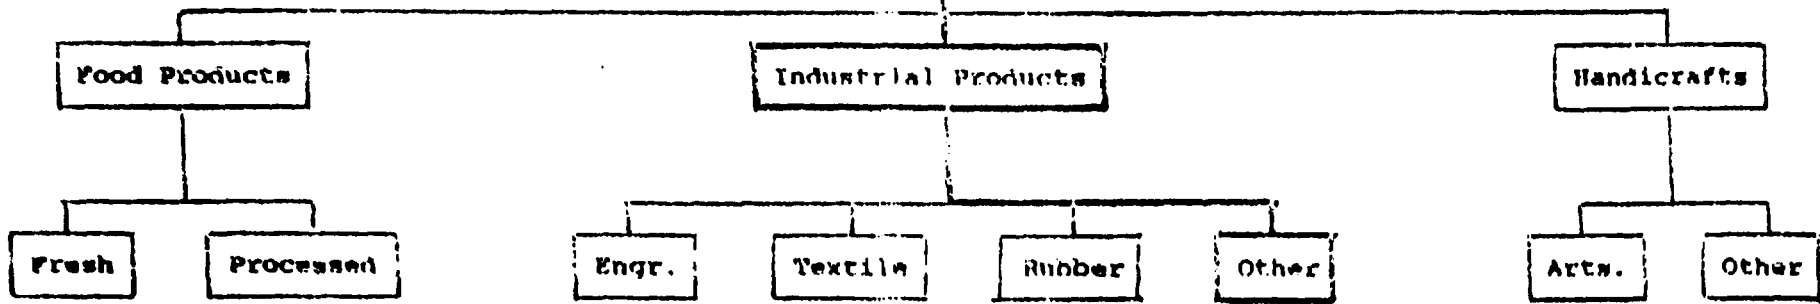 Food Products
Industrial Products
Handicrafts
Fresh
Processed
Engr.
Textile
Rubber
Other
Arts.
Other